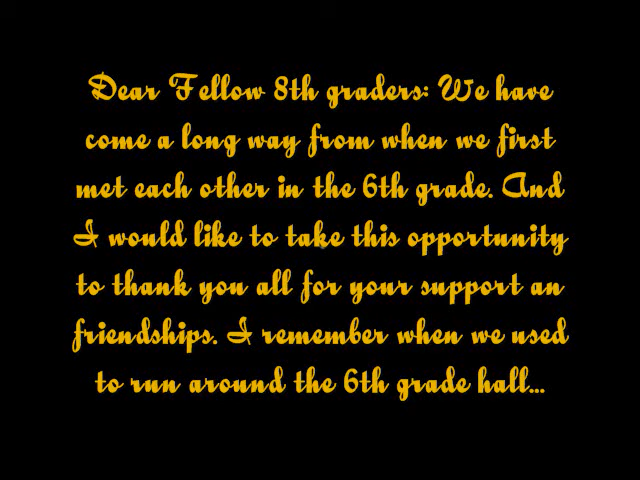 Dear Fellow 8th graders: We have
come a long way from when we first
met each other in the 6th grade. And
I would like to take this opportunity
to thank you all for your support an
friendships. I remember when we used
to run around the 6th grade hall...